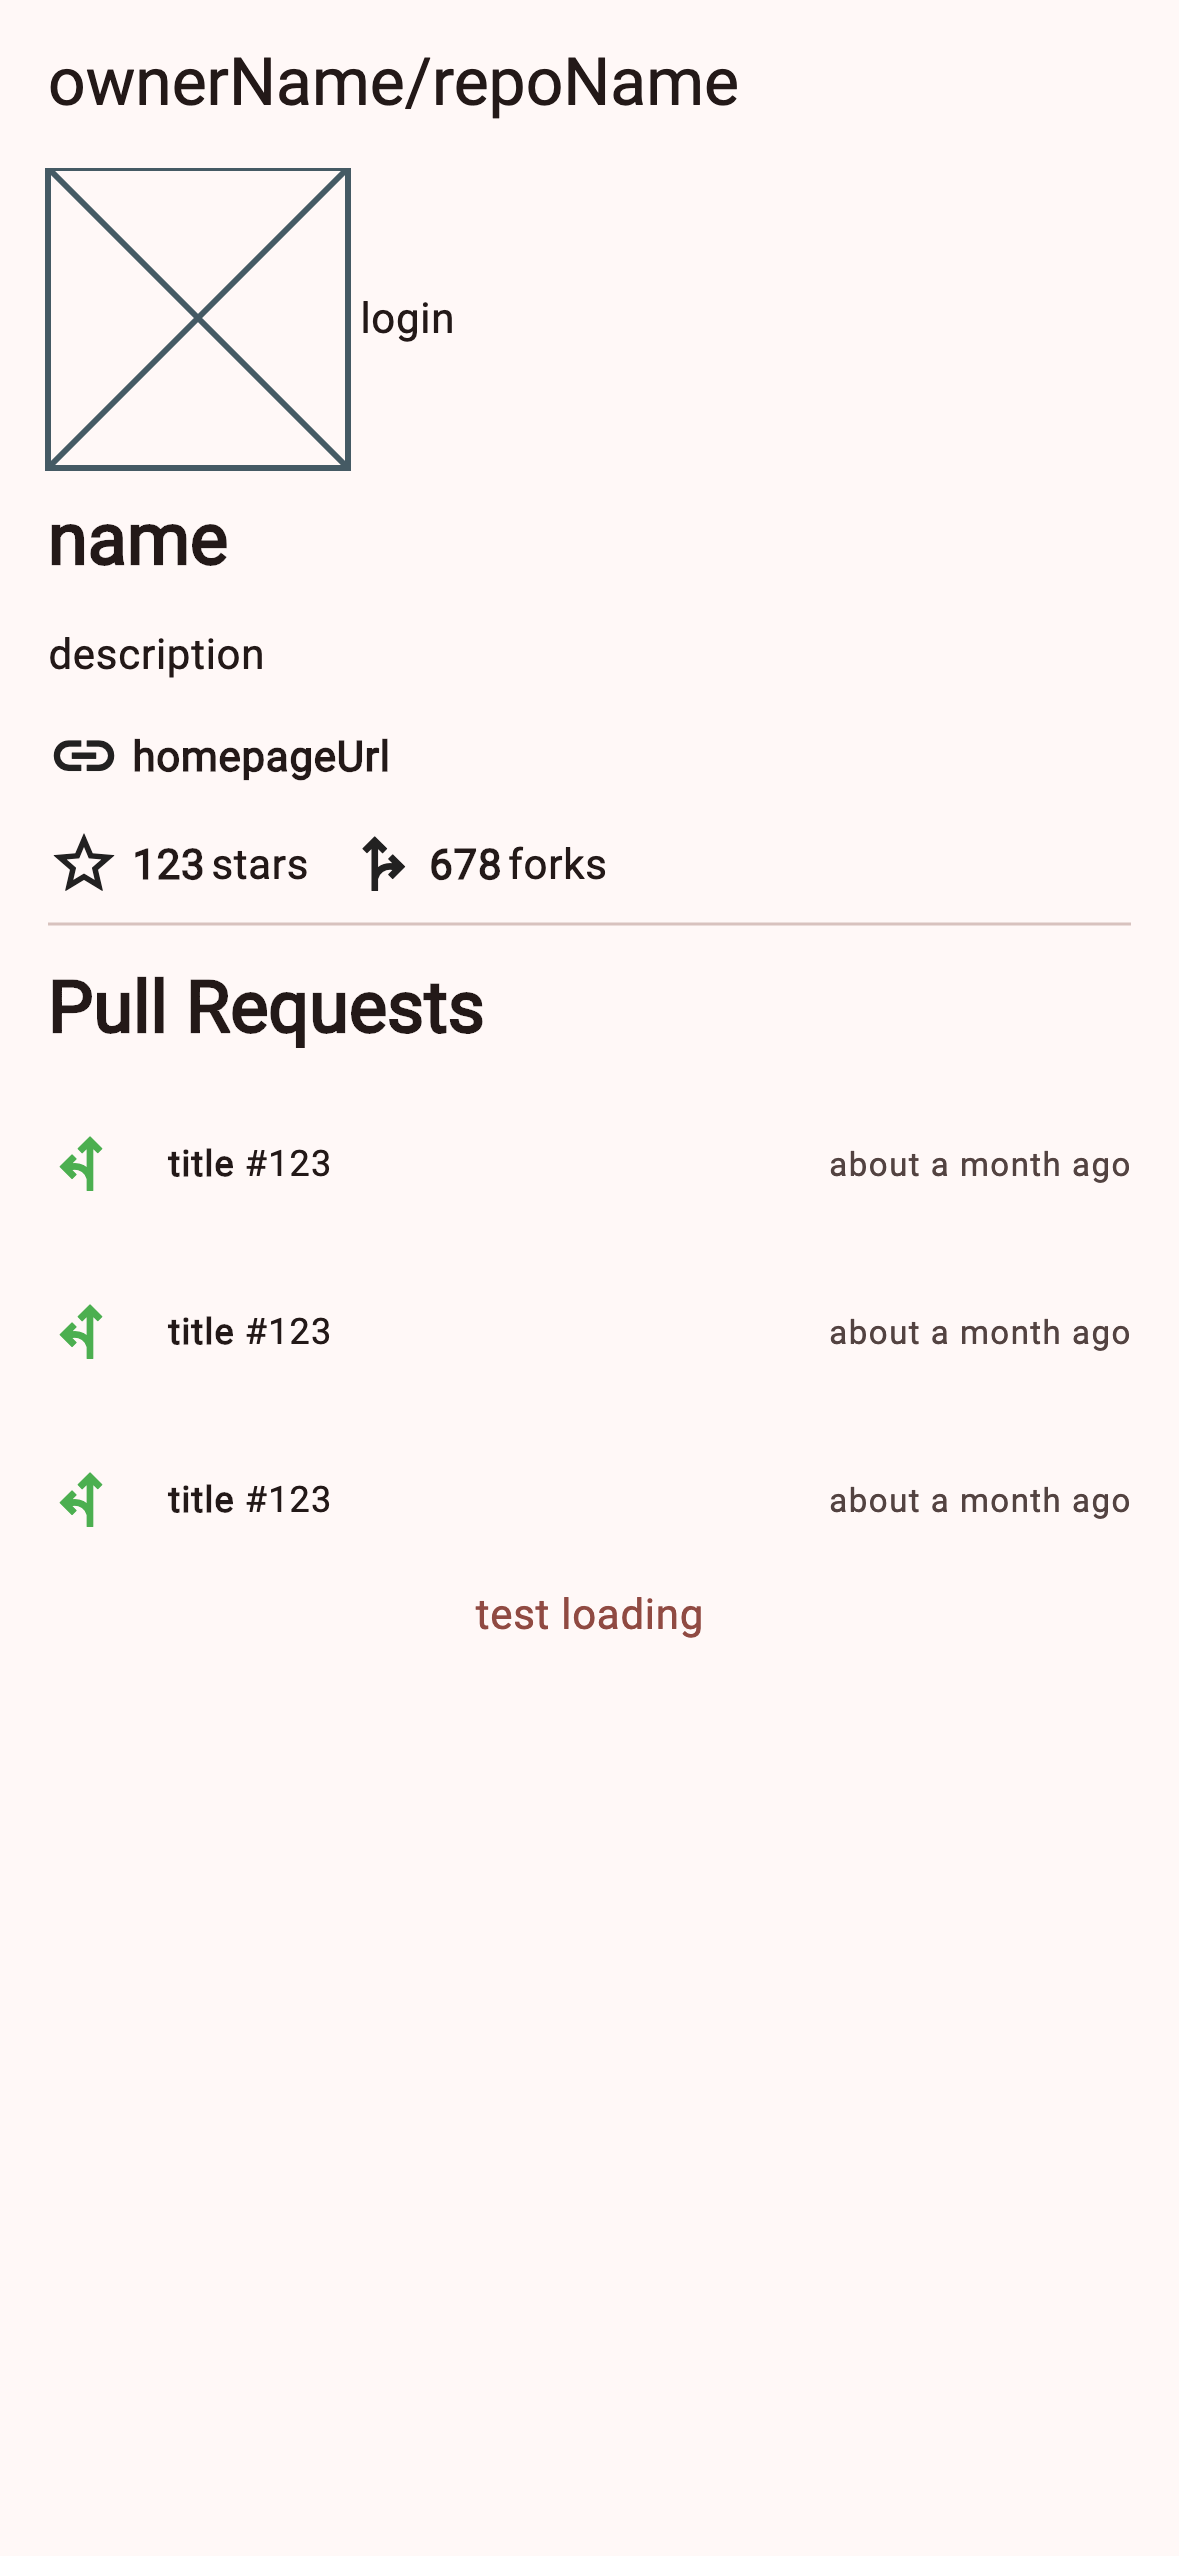 ownerName/repoName
login
name
description
homepageUrl
123 stars 678 forks
Pull Requests
title #123 about a month ago
title #123 about a month ago
title #123 about a month ago
test loading